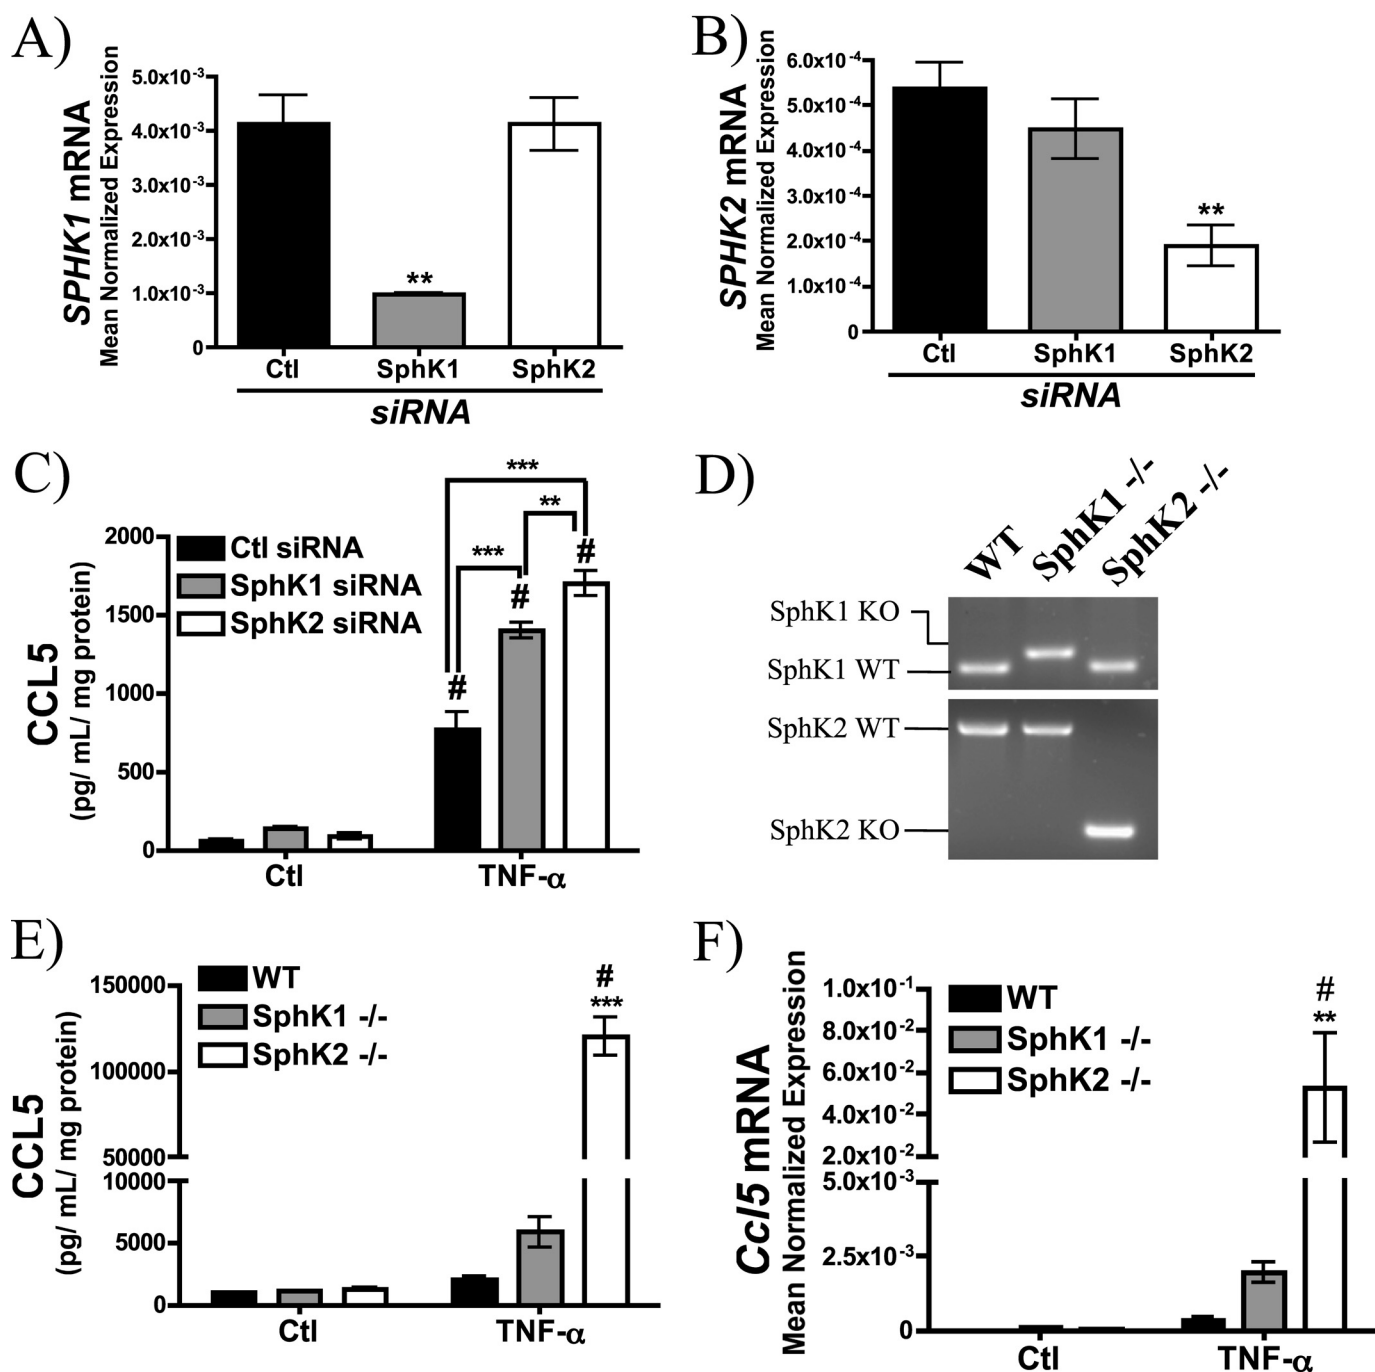 A)
SPHK1 mRNA
Mean Normalized Expression
5.0x10-3
4.0x10-3
3.0x10-3
2.0x10-3
1.0x10-3
0
**
Ctl SphK1 SphK2
siRNA
B)
SPHK2 mRNA
Mean Normalized Expression
6.0x10-4
5.0x10-4
4.0x10-4
3.0x10-4
2.0x10-4
1.0x10-4
0
**
Ctl SphK1 SphK2
siRNA
C)
CCL5
(pg/ mL/ mg protein)
2000
1500
1000
500
0
Ctl siRNA
SphK1 siRNA
SphK2 siRNA
***
**
***
#
#
#
Ctl TNF-α
D)
WT SphK1 -/- SphK2 -/-
SphK1 KO
SphK1 WT
SphK2 WT
SphK2 KO
E)
CCL5
(pg/ mL/ mg protein)
150000
100000
50000
10000
5000
0
WT
SphK1 -/-
SphK2 -/-
#
***
Ctl TNF-α
F)
Ccl5 mRNA
Mean Normalized Expression
1.0x10-1
8.0x10-2
6.0x10-2
4.0x10-2
2.0x10-2
5.0x10-3
2.5x10-3
0
WT
SphK1 -/-
SphK2 -/-
#
**
Ctl TNF-α